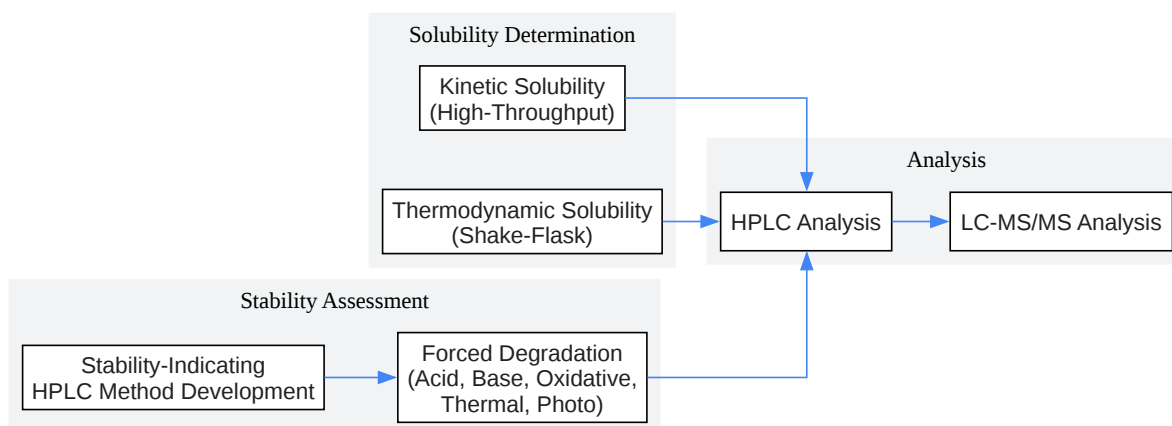 Solubility Determination
Kinetic Solubility
(High-Throughput)
Thermodynamic Solubility
(Shake-Flask)
Analysis
HPLC Analysis
LC-MS/MS Analysis
Stability Assessment
Stability-Indicating
HPLC Method Development
Forced Degradation
(Acid, Base, Oxidative,
Thermal, Photo)